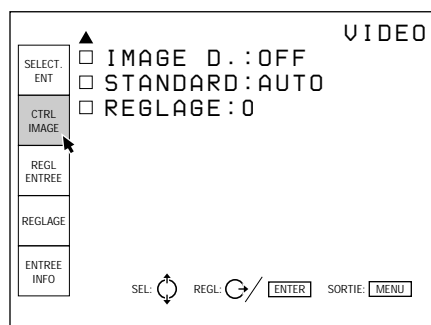 VIDEO
SELECT.
ENT
CTRL
IMAGE
REGL
ENTREE
REGLAGE
ENTREE
INFO
IMAGE D.:OFF
STANDARD:AUTO
REGLAGE:0
SEL: REGL: / ENTER SORTIE: MENU